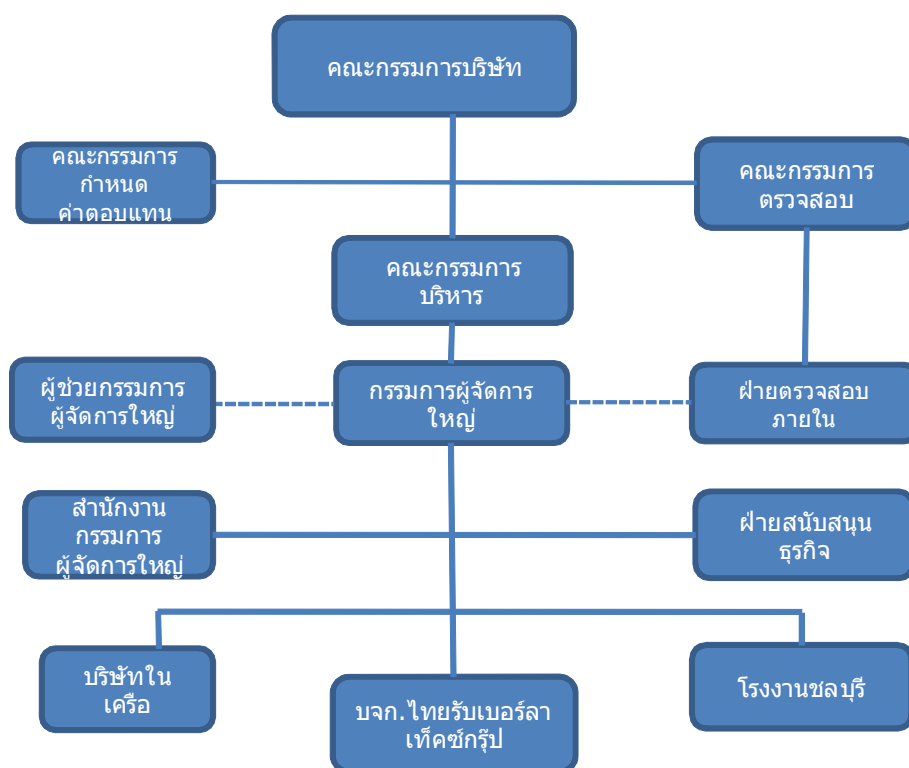 คณะกรรมการบริษัท
คณะกรรมการ
กำหนด
ค่าตอบแทน
คณะกรรมการ
ตรวจสอบ
คณะกรรมการ
บริหาร
ผู้ช่วยกรรมการ
ผู้จัดการใหญ่
กรรมการผู้จัดการ
ใหญ่
ฝ่ายตรวจสอบ
ภายใน
สำนักงาน
กรรมการ
ผู้จัดการใหญ่
ฝ่ายสนับสนุน
ธุรกิจ
บริษัทใน
เครือ
บจก.ไทยรับเบอร์ลา
เท็คซ์กรุ๊ป
โรงงานชลบุรี